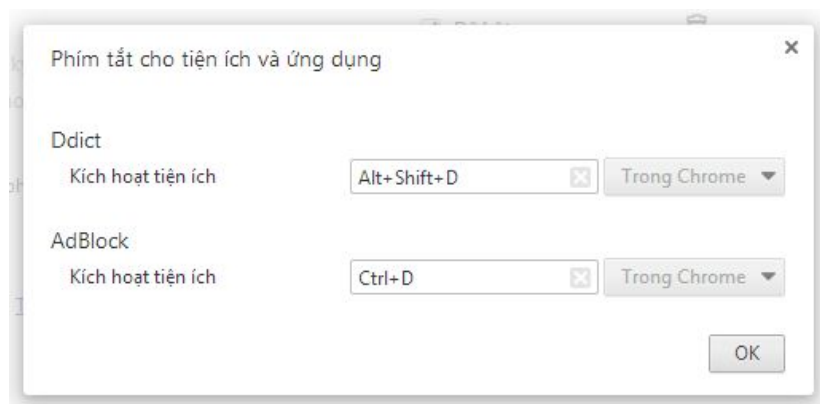 Phím tắt cho tiện ích và ứng dụng
Ddict
Kích hoạt tiện ích Alt+Shift+D Trong Chrome
AdBlock
Kích hoạt tiện ích Ctrl+D Trong Chrome
OK